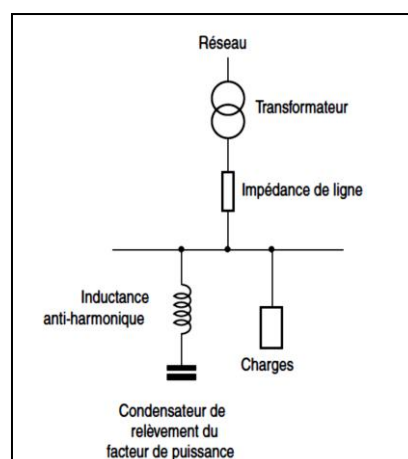 Réseau
Transformateur
Impédance de ligne
Inductance
anti-harmonique
Charges
Condensateur de
relèvement du
facteur de puissance